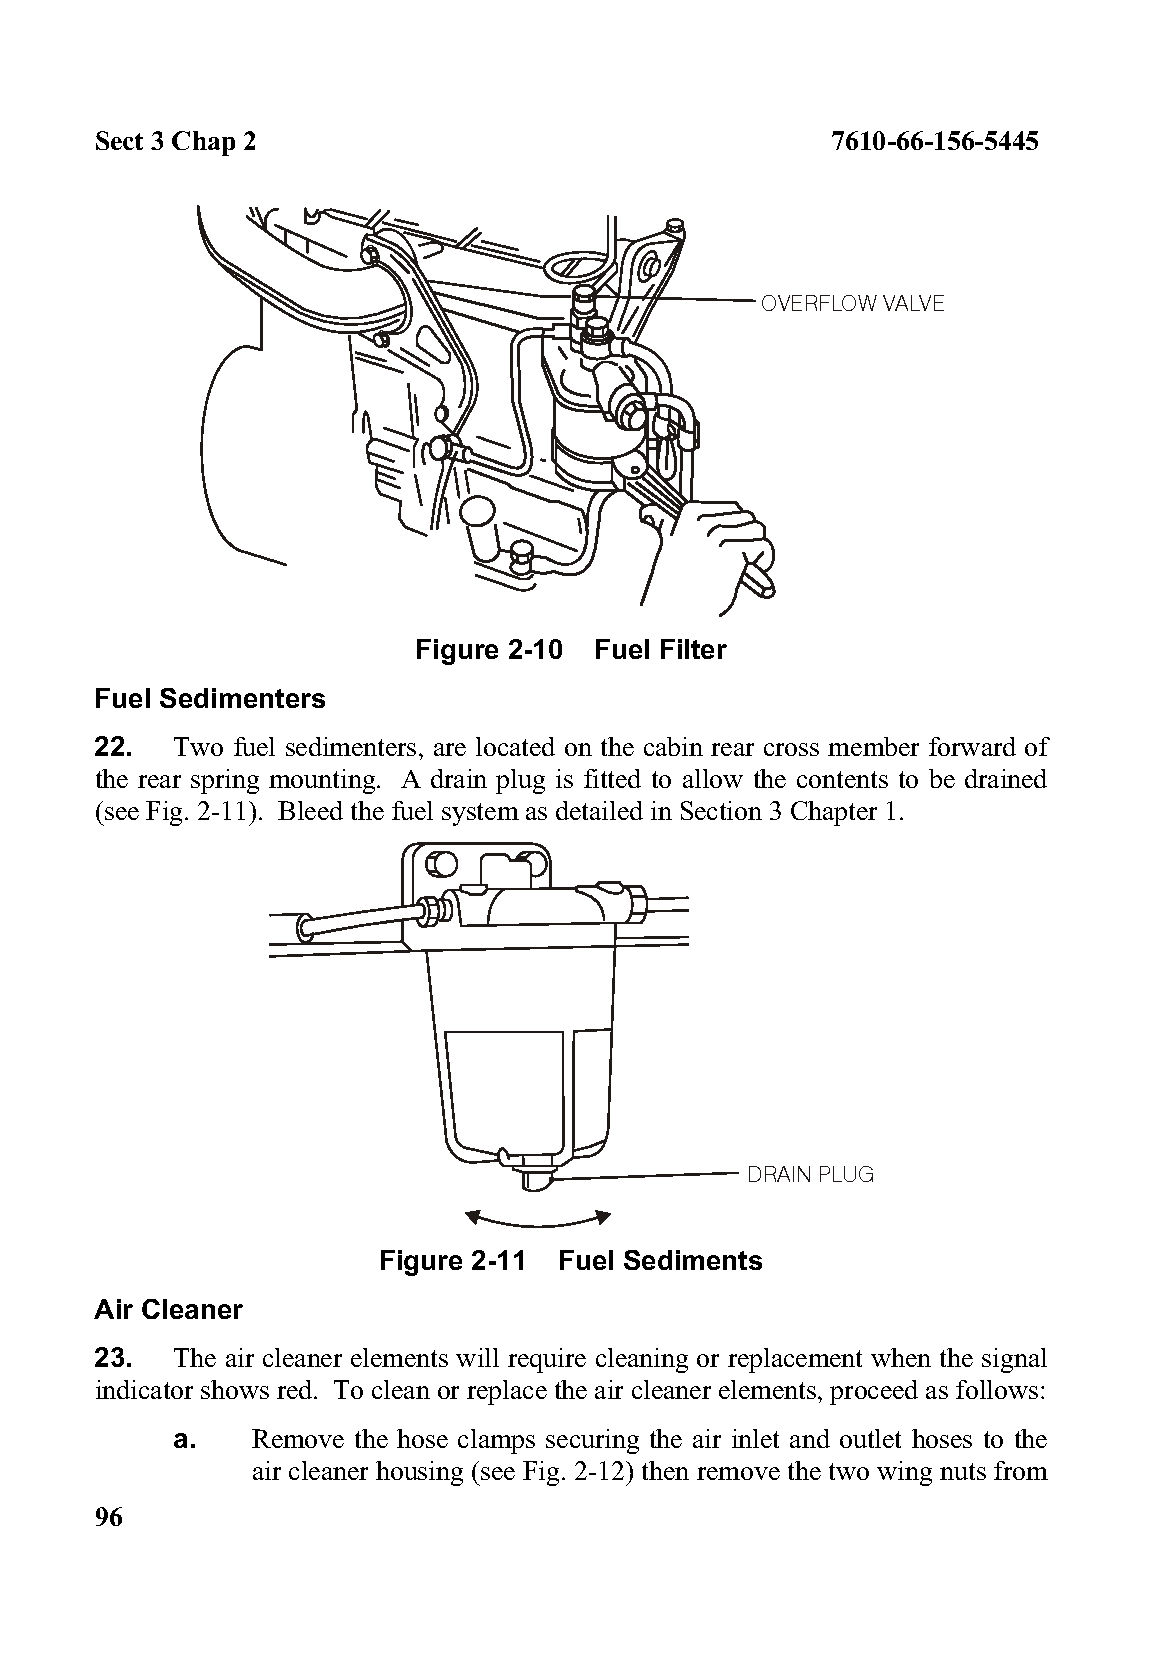 Sect 3 Chap 2 7610-66-156-5445
OVERFLOW VALVE
Figure 2-10 Fuel Filter
Fuel Sedimenters
22. Two fuel sedimenters, are located on the cabin rear cross member forward of
the rear spring mounting. A drain plug is fitted to allow the contents to be drained
(see Fig. 2-11). Bleed the fuel system as detailed in Section 3 Chapter 1.
DRAIN PLUG
Figure 2-11 Fuel Sediments
Air Cleaner
23. The air cleaner elements will require cleaning or replacement when the signal
indicator shows red. To clean or replace the air cleaner elements, proceed as follows:
a. Remove the hose clamps securing the air inlet and outlet hoses to the
air cleaner housing (see Fig. 2-12) then remove the two wing nuts from
96